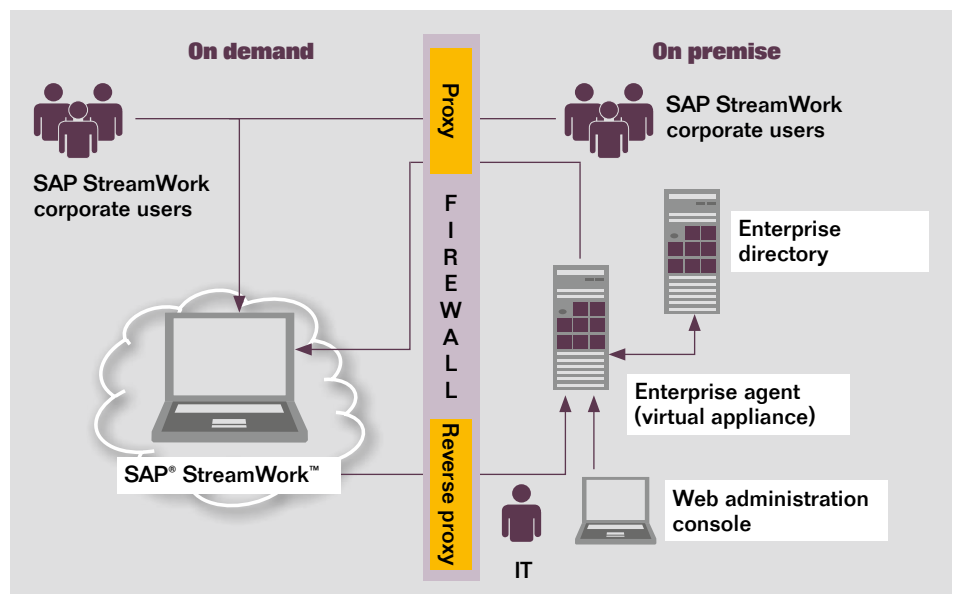 On demand
On premise
Proxy
SAP StreamWork
corporate users
SAP StreamWork
corporate users
FIREWALL
Enterprise
directory
Enterprise agent
(virtual appliance)
SAP® StreamWork™
Reverse proxy
Web administration
console
IT